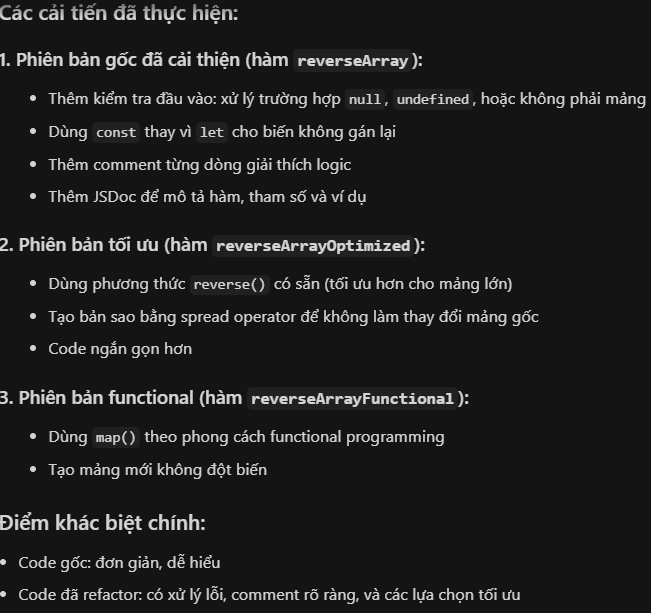 Các cải tiến đã thực hiện:
1. Phiên bản gốc đã cải thiện (hàm reverseArray):
• Thêm kiểm tra đầu vào: xử lý trường hợp null, undefined, hoặc không phải mảng
• Dùng const thay vì let cho biến không gán lại
• Thêm comment từng dòng giải thích logic
• Thêm JSDoc để mô tả hàm, tham số và ví dụ
2. Phiên bản tối ưu (hàm reverseArrayOptimized):
• Dùng phương thức reverse() có sẵn (tối ưu hơn cho mảng lớn)
• Tạo bản sao bằng spread operator để không làm thay đổi mảng gốc
• Code ngắn gọn hơn
3. Phiên bản functional (hàm reverseArrayFunctional):
• Dùng map() theo phong cách functional programming
• Tạo mảng mới không đột biến
Điểm khác biệt chính:
• Code gốc: đơn giản, dễ hiểu
• Code đã refactor: có xử lý lỗi, comment rõ ràng, và các lựa chọn tối ưu